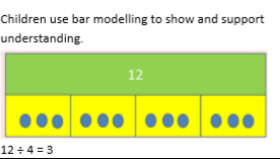 Children use bar modelling to show and support
understanding.
12
12 ÷ 4 = 3